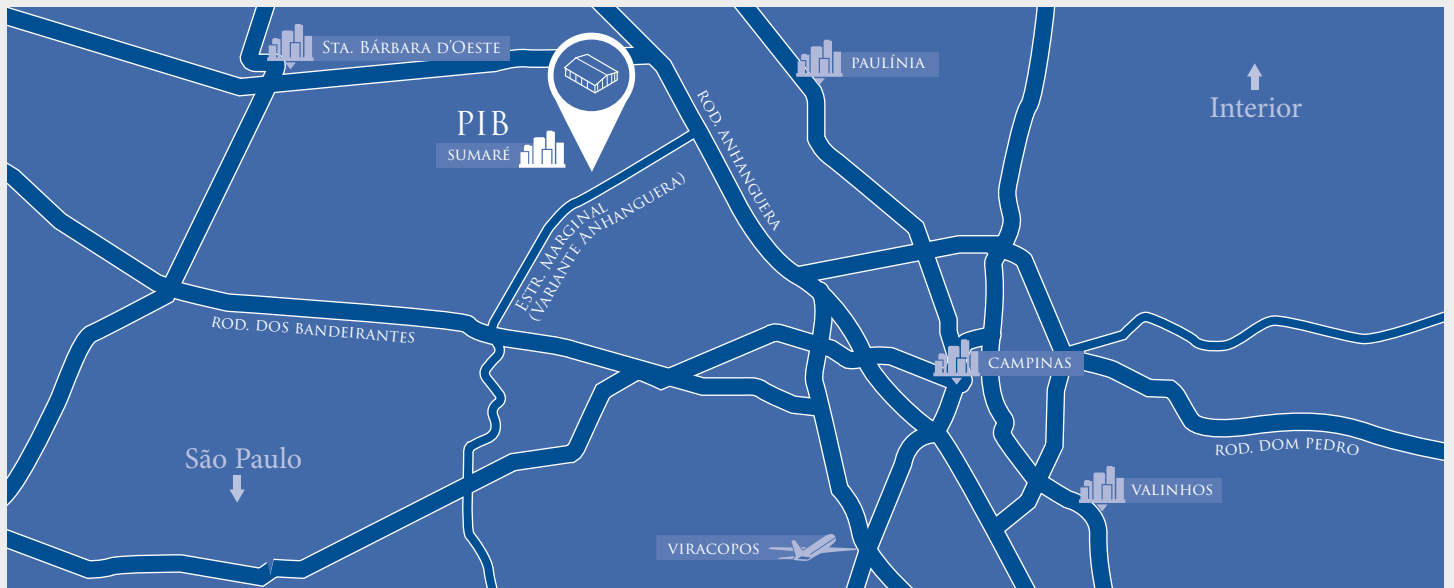 STA. BÁRBARA D'OESTE
PAULÍNIA
Interior
PIB
SUMARÉ
ROD. ANHANGUERA
ESTR. MARGINAL
(VARIANTE ANHANGUERA)
ROD. DOS BANDEIRANTES
CAMPINAS
São Paulo
ROD. DOM PEDRO
VALINHOS
VIRACOPOS